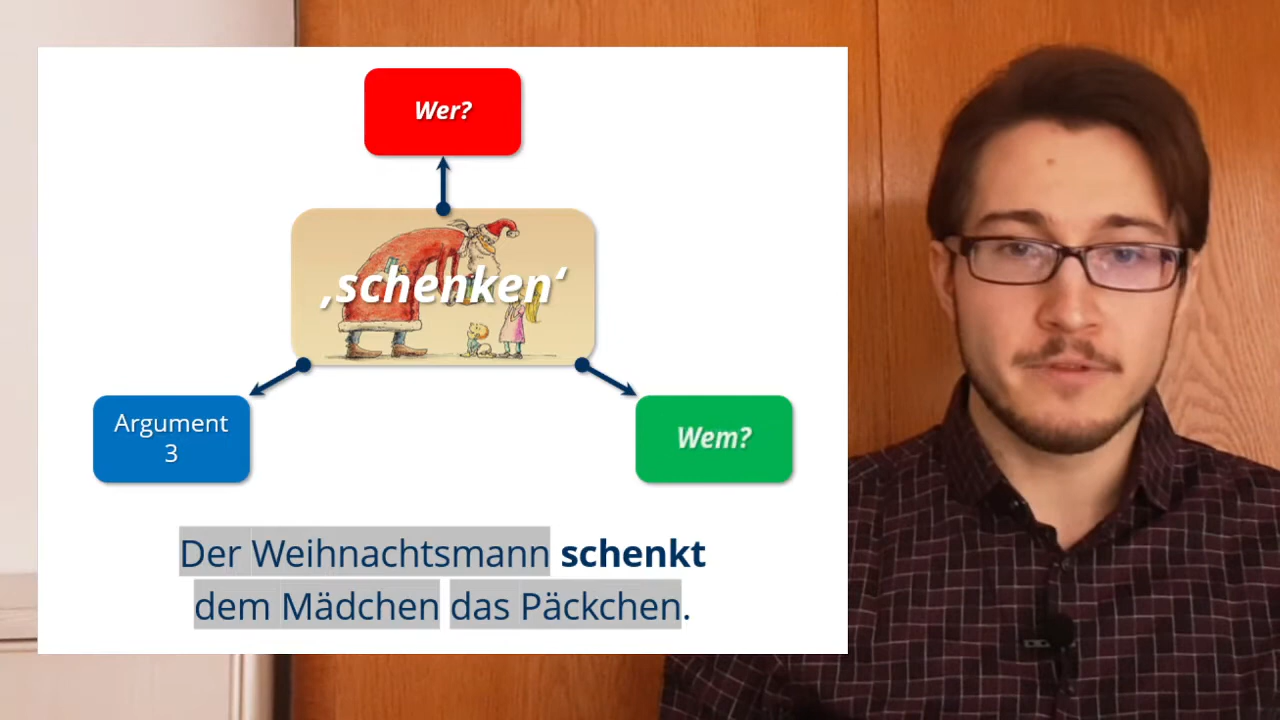 Wer?
‚schenken‘
Argument
3
Wem?
Der Weihnachtsmann schenkt
dem Mädchen das Päckchen.